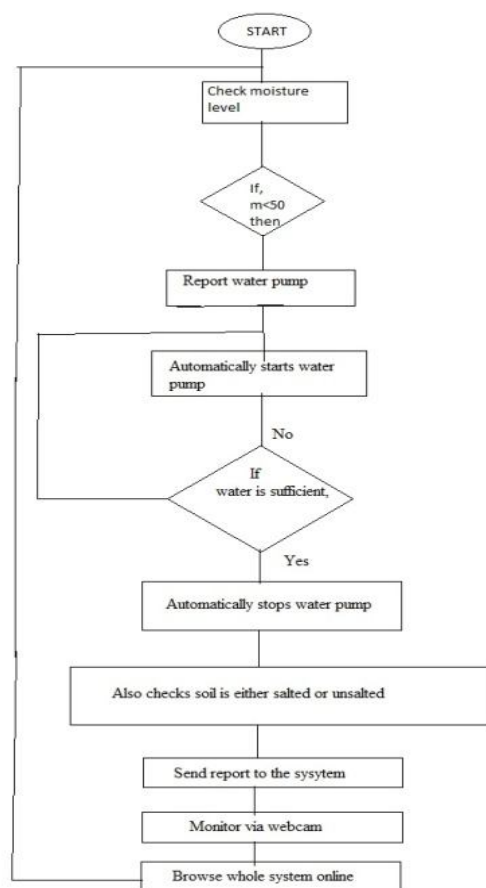 START
Check moisture
level
If,
m<50
then
Report water pump
Automatically starts water
pump
No
If
water is sufficient,
Yes
Automatically stops water pump
Also checks soil is either salted or unsalted
Send report to the sysytem
Monitor via webcam
Browse whole system online